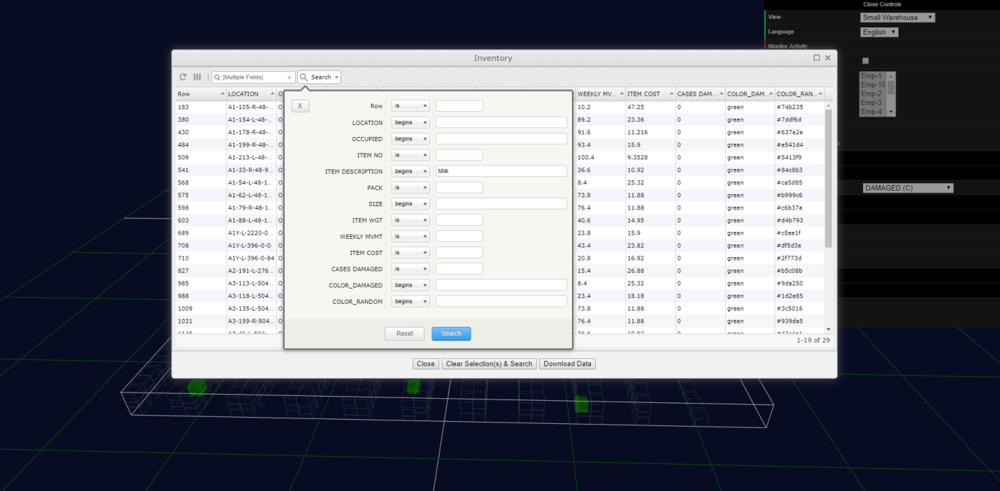 Close Controls
View Small Warehouse
Language English
Monitor Activity
Inventory
[Multiple Fields] x Search
Emp-1
Emp-10
Emp-2
Emp-3
Emp-4
Row LOCATION O WEEKLY MV... ITEM COST CASES DAM... COLOR_DAM... COLOR_RAN...
183 A1-105-R-48-... O 10.2 47.25 0 green #74b235
380 A1-154-L-48-... O 89.2 23.36 0 green #7ddf6d
430 A1-178-R-48-... O 91.6 11.216 0 green #637e2e
484 A1-199-R-48-... O 93.4 15.9 0 green #e541d4
509 A1-213-L-48-... O 100.4 9.3528 0 green #5413f9
541 A1-33-R-48-9... O 36.6 10.92 0 green #84c8b3
568 A1-54-L-48-1... O 8.4 25.32 0 green #ca5d85
575 A1-62-L-48-1... O 73.8 11.88 0 green #b999c6
598 A1-79-R-48-1... O 76.4 11.88 0 green #c6b37a
603 A1-88-L-48-1... O 40.6 14.95 0 green #d4b793
689 A1Y-L-2220-0... O 23.8 15.9 0 green #c5ee1f
708 A1Y-L-396-0-0 O 43.4 23.82 0 green #df5d3e
710 A1Y-L-396-0-84 O 20.8 16.92 0 green #2f773d
827 A2-191-L-276... O 15.4 26.88 0 green #b5c08b
985 A3-113-L-504... O 8.4 25.32 0 green #9da250
988 A3-118-L-504... O 23.4 18.18 0 green #1d2e85
1009 A3-135-L-504... O 73.8 11.88 0 green #3c5016
1031 A3-159-R-504... O 76.4 11.88 0 green #939da5
1145 A3-41-L-504- O 36.6 10.92 0 green #43c4a1
X
Row is
LOCATION begins
OCCUPIED begins
ITEM NO is
ITEM DESCRIPTION begins Milk
PACK is
SIZE begins
ITEM WGT is
WEEKLY MVMT is
ITEM COST is
CASES DAMAGED is
COLOR_DAMAGED begins
COLOR_RANDOM begins
Reset Search
DAMAGED (C)
1-19 of 29
Close Clear Selection(s) & Search Download Data